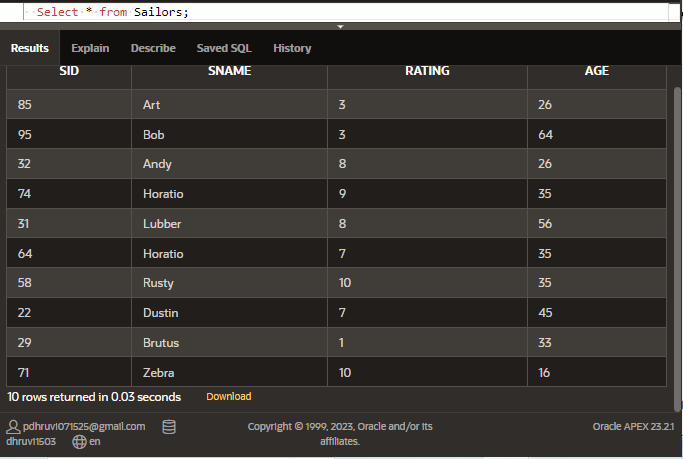 Select * from Sailors;
Results Explain Describe Saved SQL History
SID SNAME RATING AGE
85 Art 3 26
95 Bob 3 64
32 Andy 8 26
74 Horatio 9 35
31 Lubber 8 56
64 Horatio 7 35
58 Rusty 10 35
22 Dustin 7 45
29 Brutus 1 33
71 Zebra 10 16
10 rows returned in 0.03 seconds Download
pdhruvi071525@gmail.com Copyright © 1999, 2023, Oracle and/or its Oracle APEX 23.2.1
dhruvi1503 en affiliates.